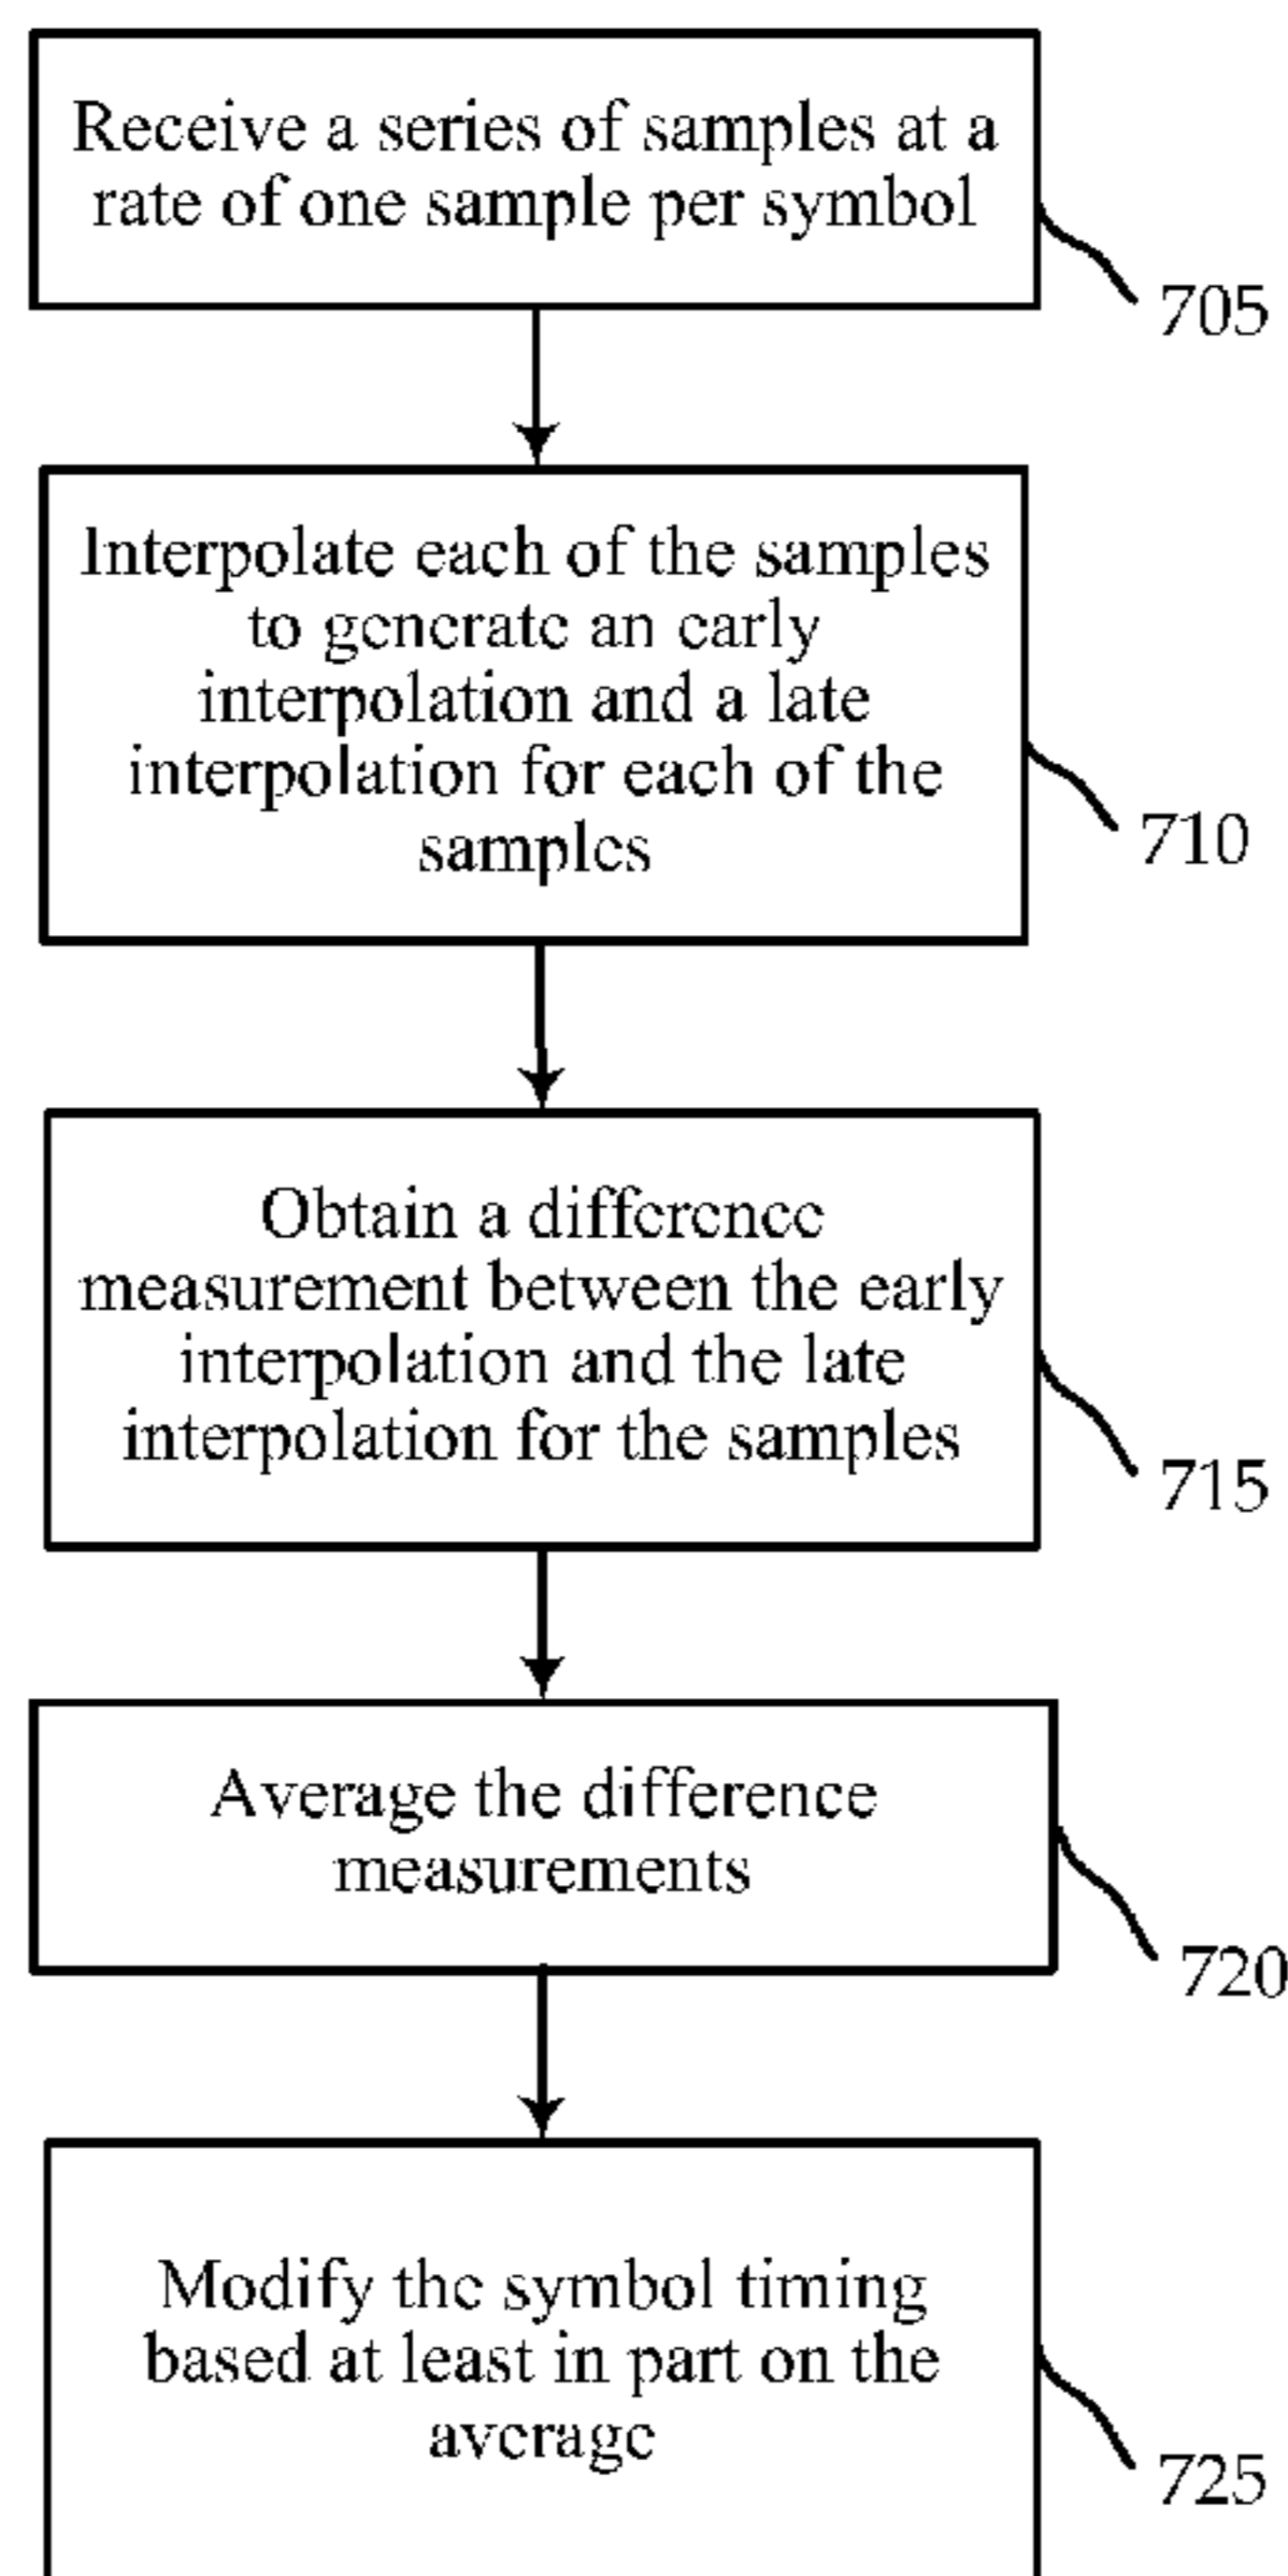 Receive a series of samples at a
rate of one sample per symbol
705
Interpolate each of the samples
to generate an early
interpolation and a late
interpolation for each of the
samples
710
Obtain a difference
measurement between the early
interpolation and the late
interpolation for the samples
715
Average the difference
measurements
720
Modify the symbol timing
based at least in part on the
average
725